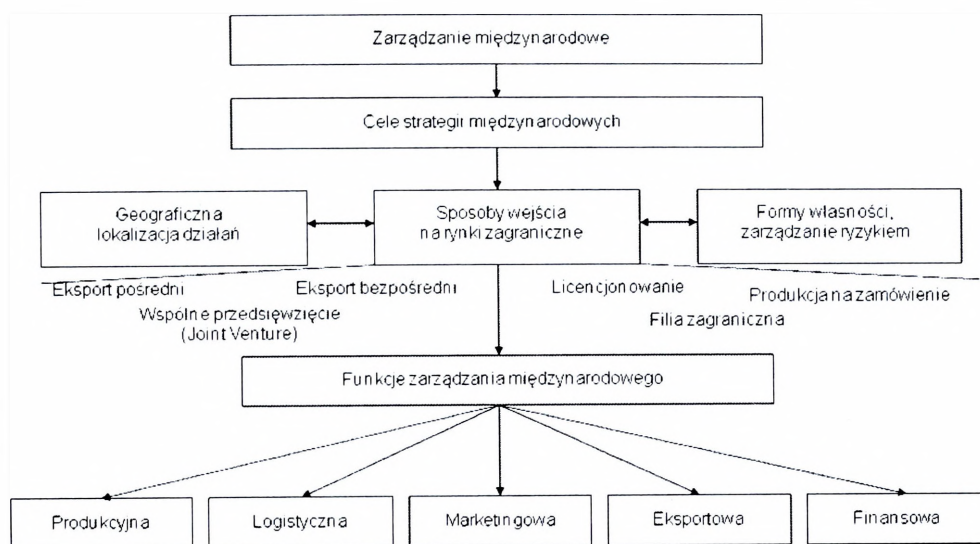 Zarządzanie międzynarodowe
Cele strategii międzynarodowych
Geograficzna
lokalizacja działań
Sposoby wejścia
na rynki zagraniczne
Formy własności,
zarządzanie ryzykiem
Eksport pośredni
Eksport bezpośredni
Licencjonowanie
Produkcja na zamówienie
Wspólne przedsięwzięcie
(Joint Venture)
Filia zagraniczna
Funkcje zarządzania międzynarodowego
Produkcyjna
Logistyczna
Marketingowa
Eksportowa
Finansowa